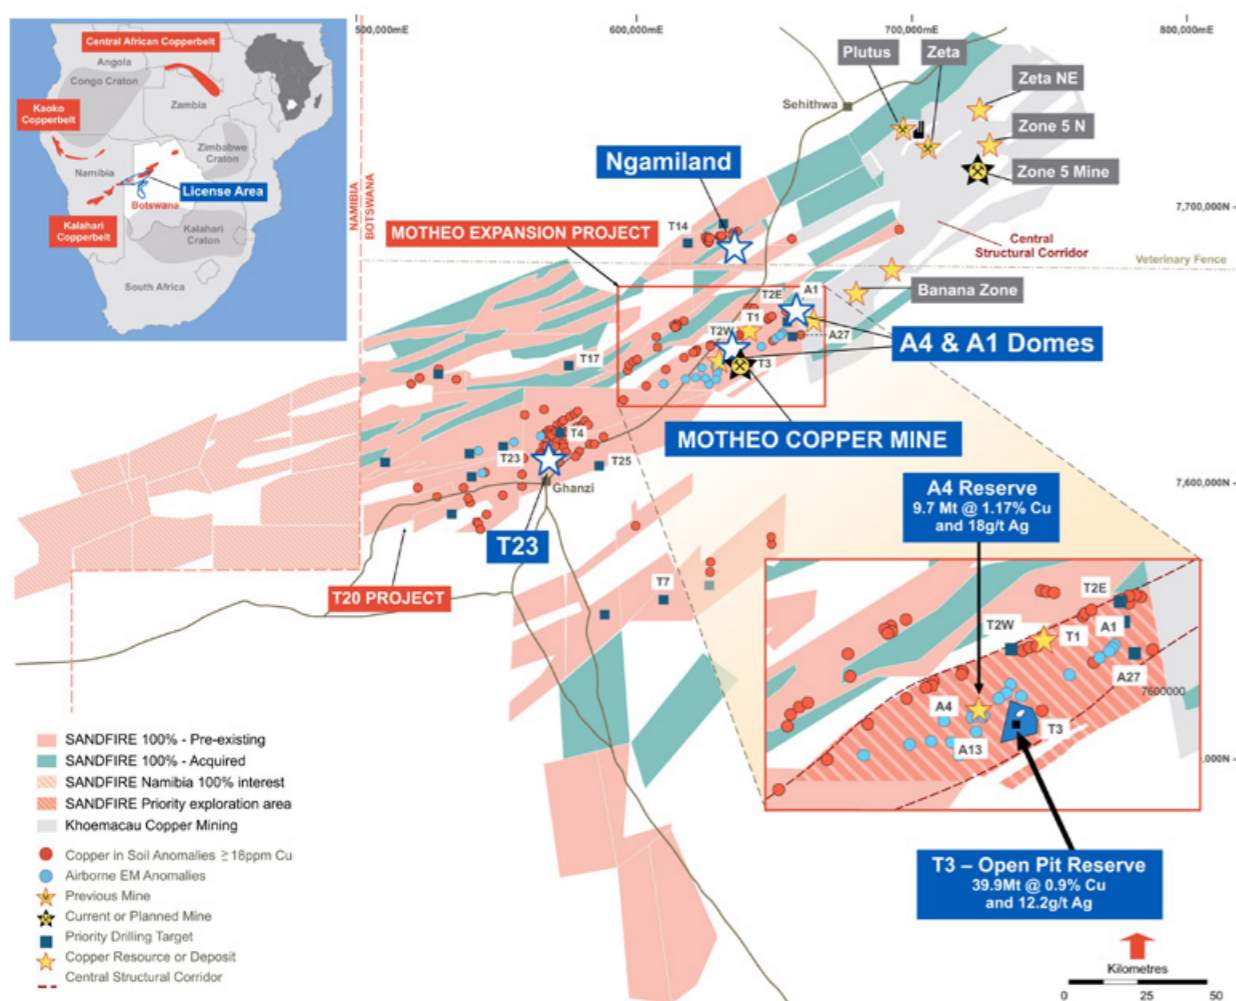 500,000mE
600,000mE
700,000mE
800,000mE
Central African Copperbelt
Angola
Congo Craton
Zambia
Kaoko
Copperbelt
Zimbabwe
Craton
Namibia
License Area
Botswana
Kalahari
Copperbelt
Kalahari
Craton
South Africa
NAMIBIA
BOTSWANA
Plutus
Zeta
Sehithwa
Zeta NE
Zone 5 N
Zone 5 Mine
Ngamiland
7,700,000mN
T14
MOTHEO EXPANSION PROJECT
Central
Structural Corridor
Veterinary Fence
Banana Zone
T2E
A1
T1
T2W
A27
A4 & A1 Domes
T3
T17
MOTHEO COPPER MINE
T4
T23
T25
Ghanzi
7,600,000N
A4 Reserve
9.7 Mt @ 1.17% Cu
and 18g/t Ag
T23
T20 PROJECT
T7
T2E
T2W
T1
A1
A27
7600000
A4
T3
A13
,000N
T3 – Open Pit Reserve
39.9Mt @ 0.9% Cu
and 12.2g/t Ag
SANDFIRE 100% - Pre-existing
SANDFIRE 100% - Acquired
SANDFIRE Namibia 100% interest
SANDFIRE Priority exploration area
Khoemacau Copper Mining
Copper in Soil Anomalies ≥18ppm Cu
Airborne EM Anomalies
Previous Mine
Current or Planned Mine
Priority Drilling Target
Copper Resource or Deposit
Central Structural Corridor
Kilometres
0 25 50